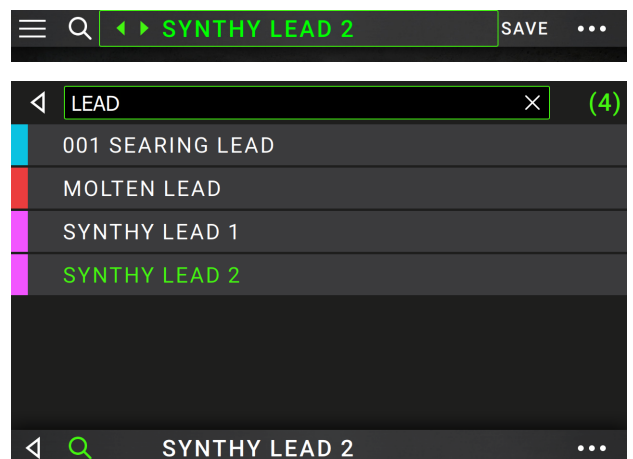 SYNTHY LEAD 2 SAVE
LEAD (4)
001 SEARING LEAD
MOLTEN LEAD
SYNTHY LEAD 1
SYNTHY LEAD 2
SYNTHY LEAD 2